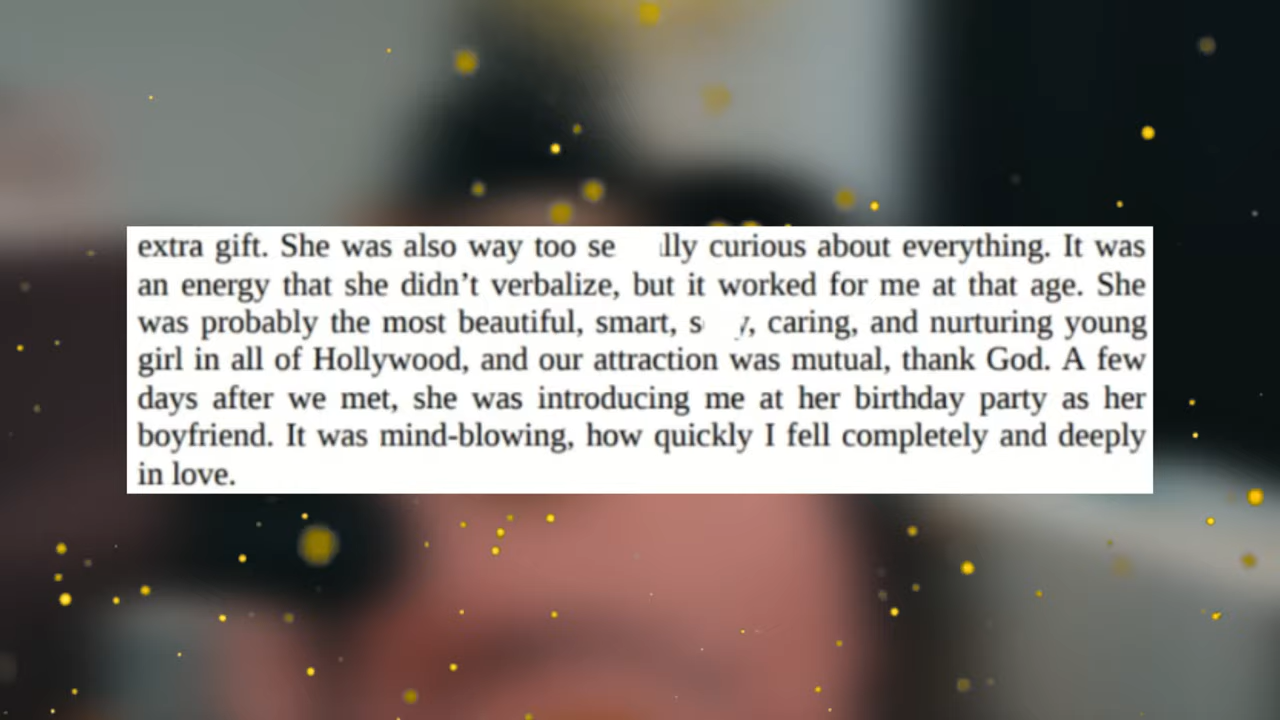 extra gift. She was also way too curious about everything. It was
an energy that she didn’t verbalize, but it worked for me at that age. She
was probably the most beautiful, smart, caring, and nurturing young
girl in all of Hollywood, and our attraction was mutual, thank God. A few
days after we met, she was introducing me at her birthday party as her
boyfriend. It was mind-blowing, how quickly I fell completely and deeply
in love.